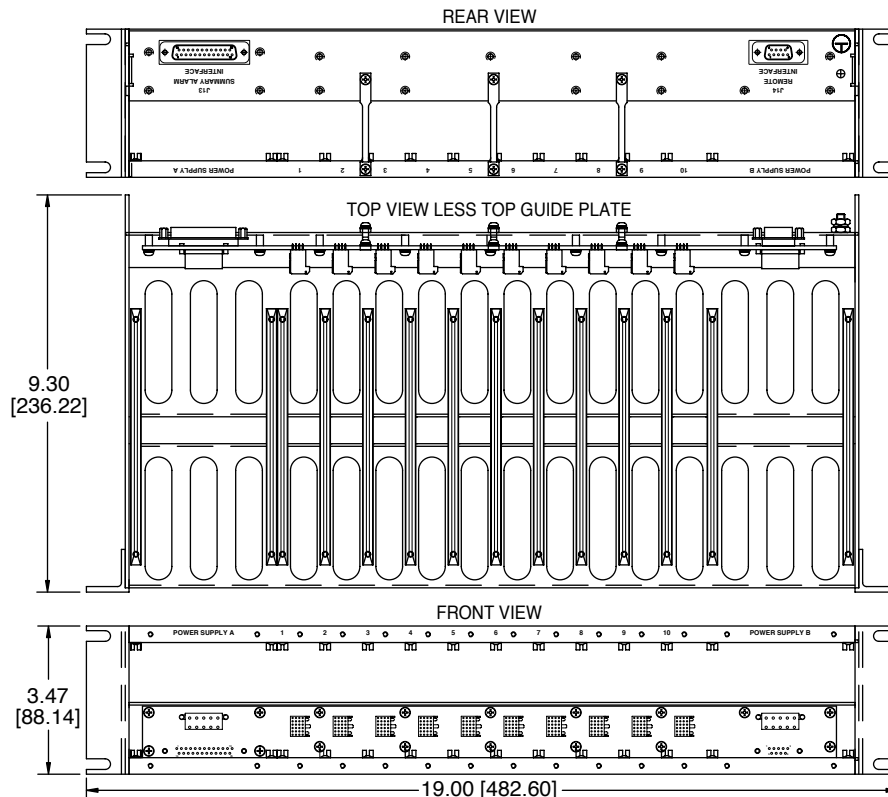 REAR VIEW
J13
SUMMARY ALARM
INTERFACE
J14
REMOTE
INTERFACE
POWER SUPPLY A 1 2 3 4 5 6 7 8 9 10 POWER SUPPLY B
TOP VIEW LESS TOP GUIDE PLATE
9.30
[236.22]
FRONT VIEW
POWER SUPPLY A 1 2 3 4 5 6 7 8 9 10 POWER SUPPLY B
3.47
[88.14]
19.00 [482.60]